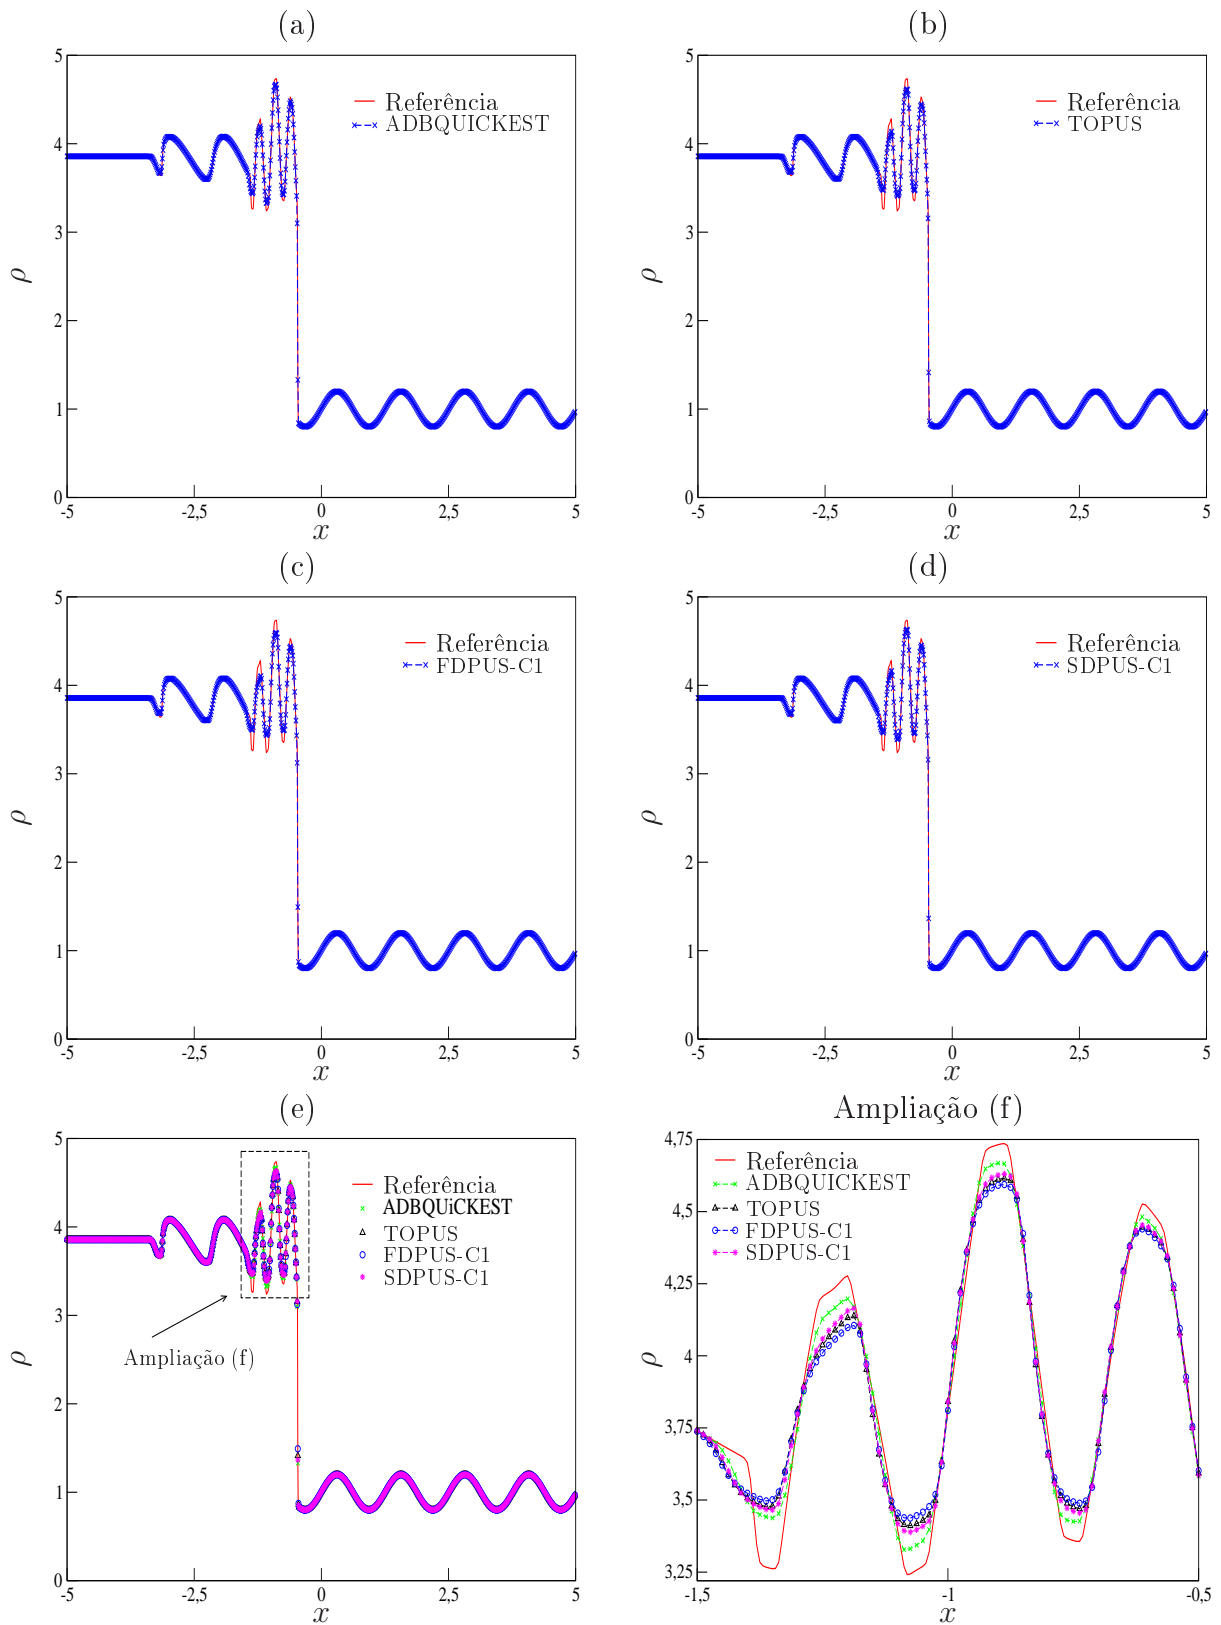 (a)
5
4
3
2
1
0
ρ
-5
-2,5
0
2,5
5
x
Referência
ADBQUICKEST
(b)
5
4
3
2
1
0
ρ
-5
-2,5
0
2,5
5
x
Referência
TOPUS
(c)
5
4
3
2
1
0
ρ
-5
-2,5
0
2,5
5
x
Referência
FDPUS-C1
(d)
5
4
3
2
1
0
ρ
-5
-2,5
0
2,5
5
x
Referência
SDPUS-C1
(e)
5
4
3
2
1
0
ρ
-5
-2,5
0
2,5
5
x
Referência
ADBQUiCKEST
TOPUS
FDPUS-C1
SDPUS-C1
Ampliação (f)
Ampliação (f)
4,75
4,5
4,25
4
3,75
3,5
3,25
ρ
-1,5
-1
-0,5
x
Referência
ADBQUICKEST
TOPUS
FDPUS-C1
SDPUS-C1